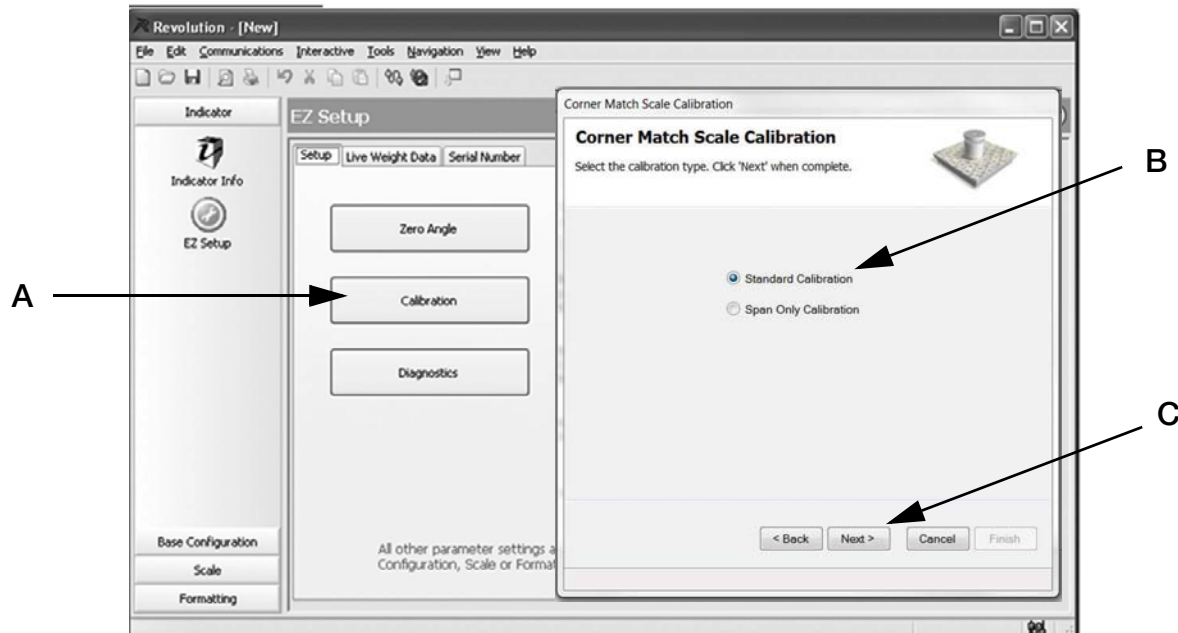 Revolution - [New]
File Edit Communications Interactive Tools Navigation View Help
Indicator
Indicator Info
EZ Setup
Base Configuration
Scale
Formatting
EZ Setup
Setup Live Weight Data Serial Number
Zero Angle
Calibration
Diagnostics
All other parameter settings a
Configuration, Scale or Format
Corner Match Scale Calibration
Corner Match Scale Calibration
Select the calibration type. Click 'Next' when complete.
Standard Calibration
Span Only Calibration
< Back Next > Cancel Finish
A
B
C